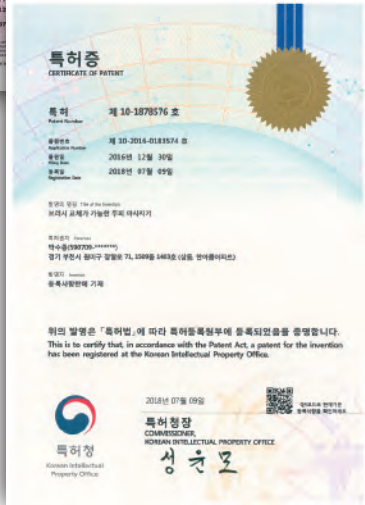 특허증
CERTIFICATE OF PATENT
특허 제 10-1878576 호
Patent Number
출원번호 제 10-2016-0183574 호
Application Number
출원일 2016년 12월 30일
Filing Date
등록일 2018년 07월 09일
Registration Date
발명의 명칭 Title of the Invention
브러시 교체가 가능한 두피 마사지기
특허권자 Patentee
등록사항란에 기재
위의 발명은 「특허법」에 따라 특허등록원부에 등록되었음을 증명합니다.
This is to certify that, in accordance with the Patent Act, a patent for the invention
has been registered at the Korean Intellectual Property Office.
2018년 07월 09일
특허청장
COMMISSIONER,
KOREAN INTELLECTUAL PROPERTY OFFICE
성윤모
특허청
Korean Intellectual
Property Office